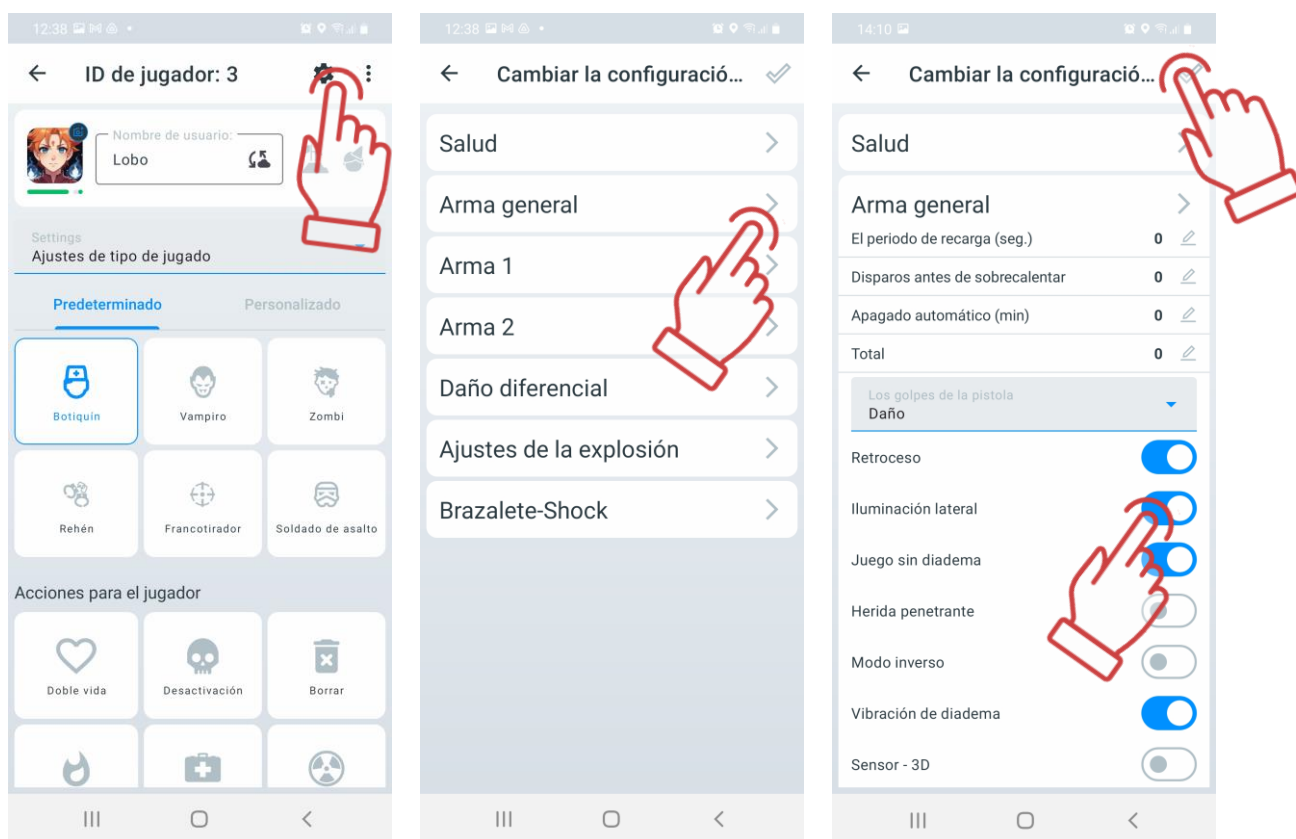 12:38
ID de jugador: 3
Nombre de usuario:
Lobo
Settings
Ajustes de tipo de jugado
Predeterminado
Personalizado
Botiquin
Vampiro
Zombi
Rehén
Francotirador
Soldado de asalto
Acciones para el jugador
Doble vida
Desactivación
Borrar
12:38
Cambiar la configuració...
Salud
Arma general
Arma 1
Arma 2
Daño diferencial
Ajustes de la explosión
Brazalete-Shock
14:10
Cambiar la configuració...
Salud
Arma general
El periodo de recarga (seg.) 0
Disparos antes de sobrecalentar 0
Apagado automático (min) 0
Total 0
Los golpes de la pistola
Daño
Retroceso
Iluminación lateral
Juego sin diadema
Herida penetrante
Modo inverso
Vibración de diadema
Sensor - 3D